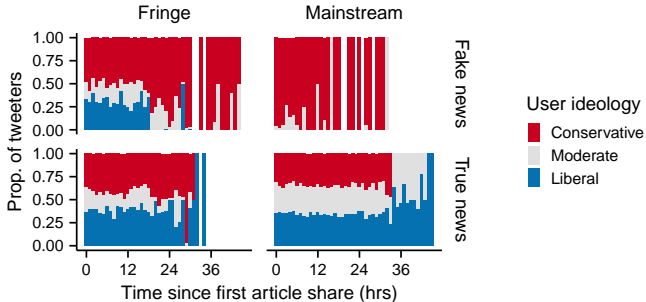 Fringe
Mainstream
Prop. of tweeters
1.00
0.75
0.50
0.25
0.00
Fake news
1.00
0.75
0.50
0.25
0.00
True news
0
12
24
36
0
12
24
36
Time since first article share (hrs)
User ideology
Conservative
Moderate
Liberal